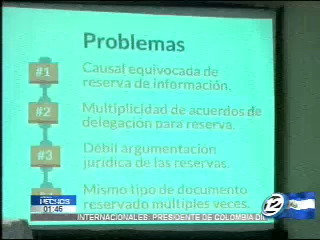 Problemas
#1
Causal equivocada de
reserva de información.
#2
Multiplicidad de acuerdos de
delegación para reserva.
#3
Débil argumentación
jurídica de las reservas.
Mismo tipo de documento
reservado múltiples veces.
HECHOS
01:46
12
INTERNACIONALES: PRESIDENTE DE COLOMBIA DI